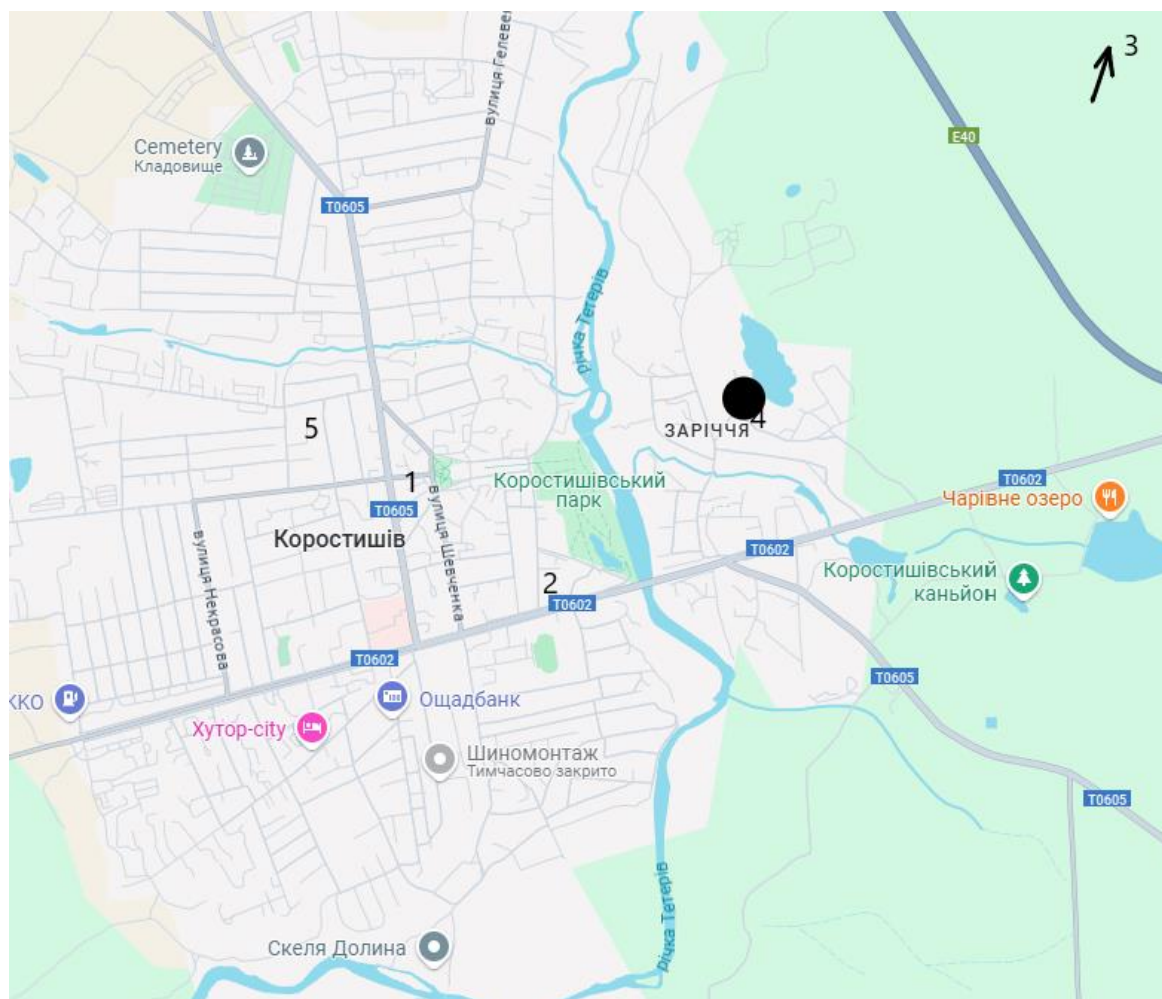 3
вулиця Гелеве
E40
Cemetery
Кладовище
T0605
річка Тетерів
4
ЗАРІЧЧЯ
5
1
Коростишівський
парк
T0602
Чарівне озеро
T0605
вулиця Шевченка
Коростишів
T0602
2
Коростишівський
каньйон
T0602
вулиця Некрасова
T0602
T0605
ККО
Ощадбанк
Хутор-city
Шиномонтаж
Тимчасово закрито
T0605
річка Тетерів
Скеля Долина